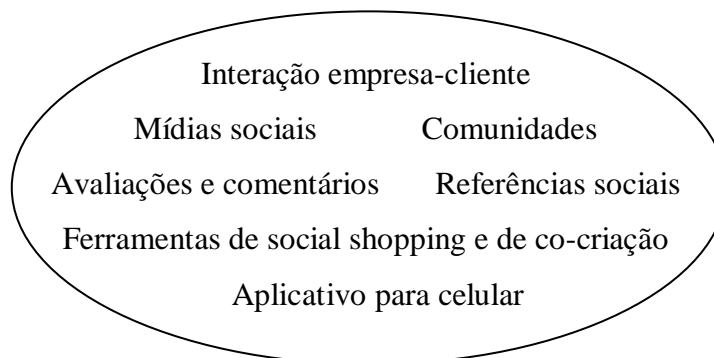 Interação empresa-cliente
Mídias sociais Comunidades
Avaliações e comentários Referências sociais
Ferramentas de social shopping e de co-criação
Aplicativo para celular